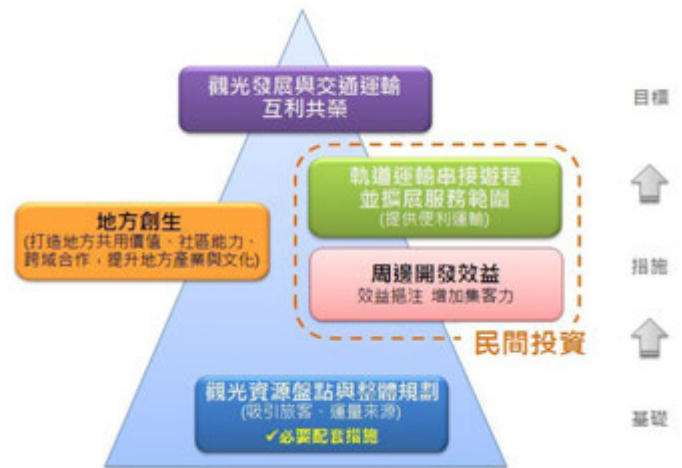 觀光發展與交通運輸
互利共榮
目標
軌道運輸串接遊程
並擴展服務範圍
(提供便利運輸)
地方創生
(打造地方共用價值、社區能力、
跨域合作，提升地方產業與文化)
周邊開發效益
效益挹注 增加集客力
措施
民間投資
觀光資源盤點與整體規劃
(吸引旅客、運量來源)
✓必要配套措施
基礎